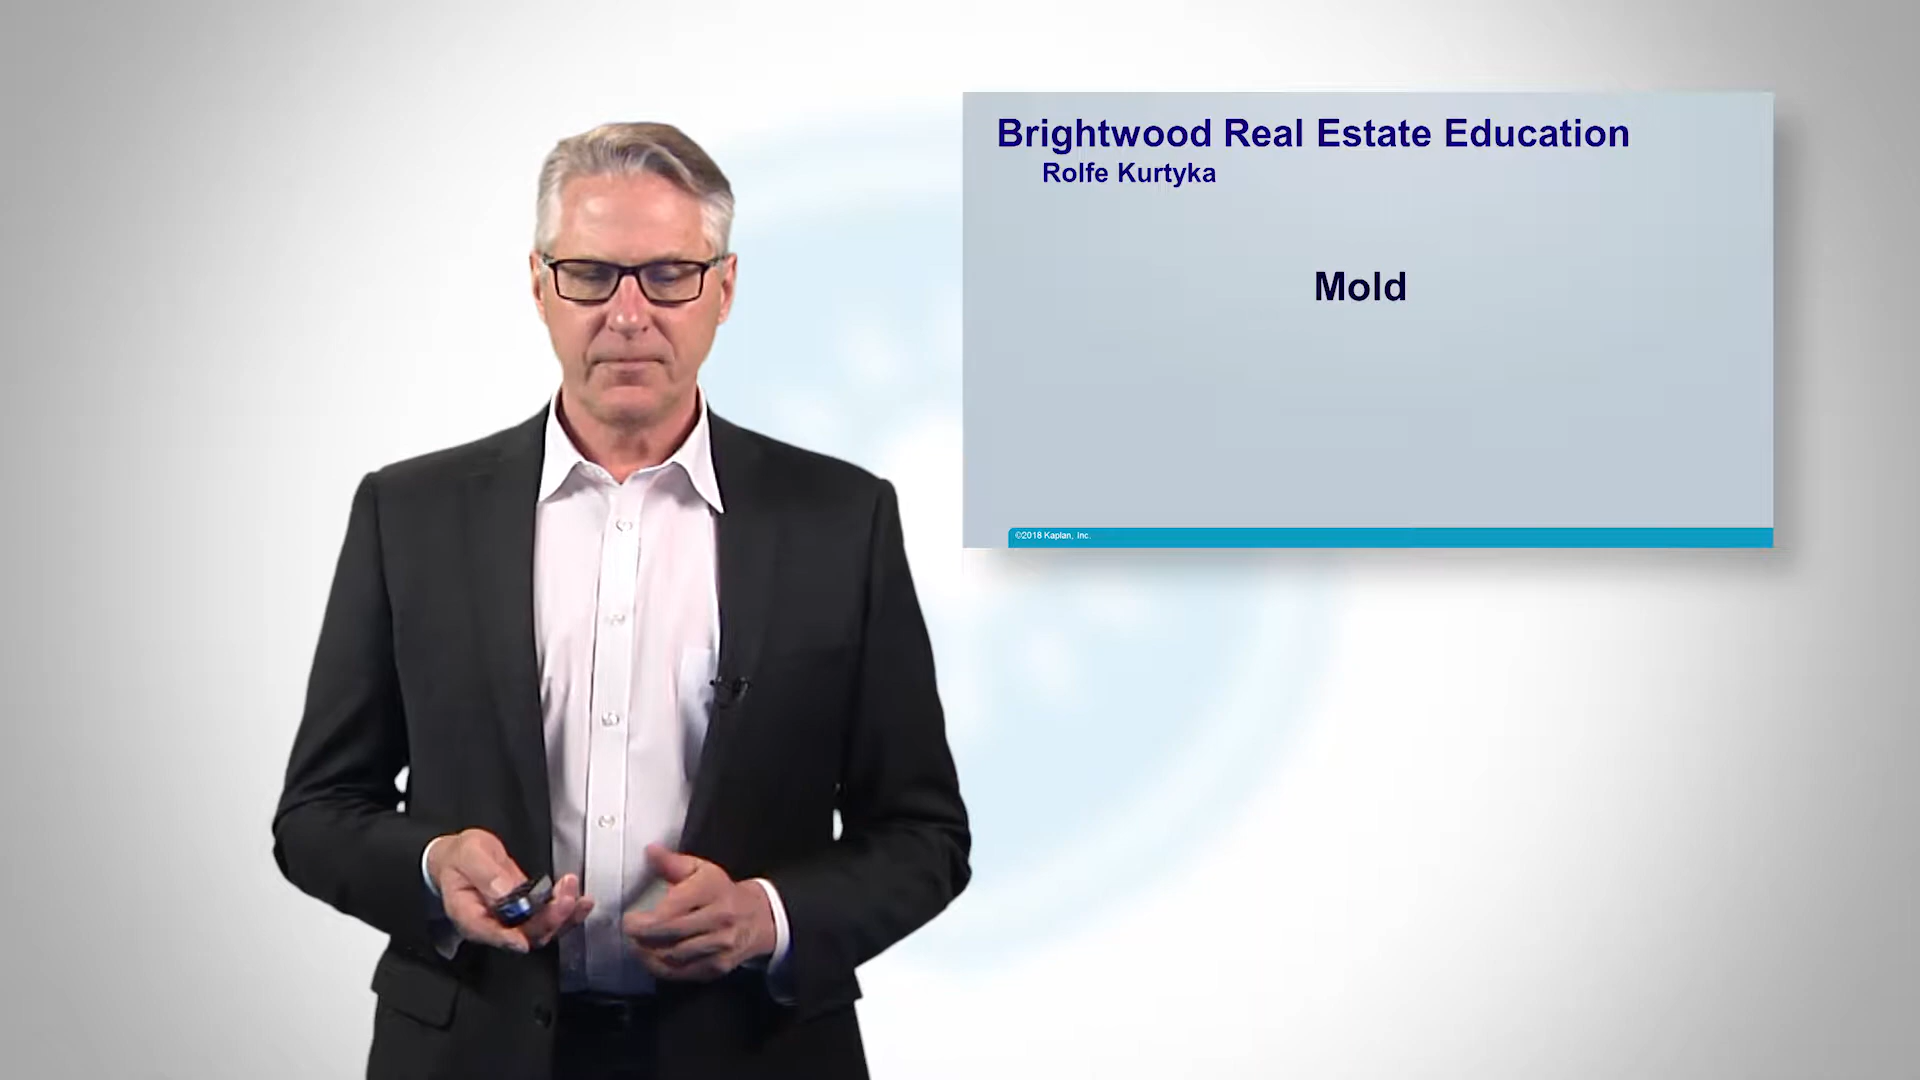 Brightwood Real Estate Education
Rolfe Kurtyka
Mold
©2018 Kaplan, Inc.